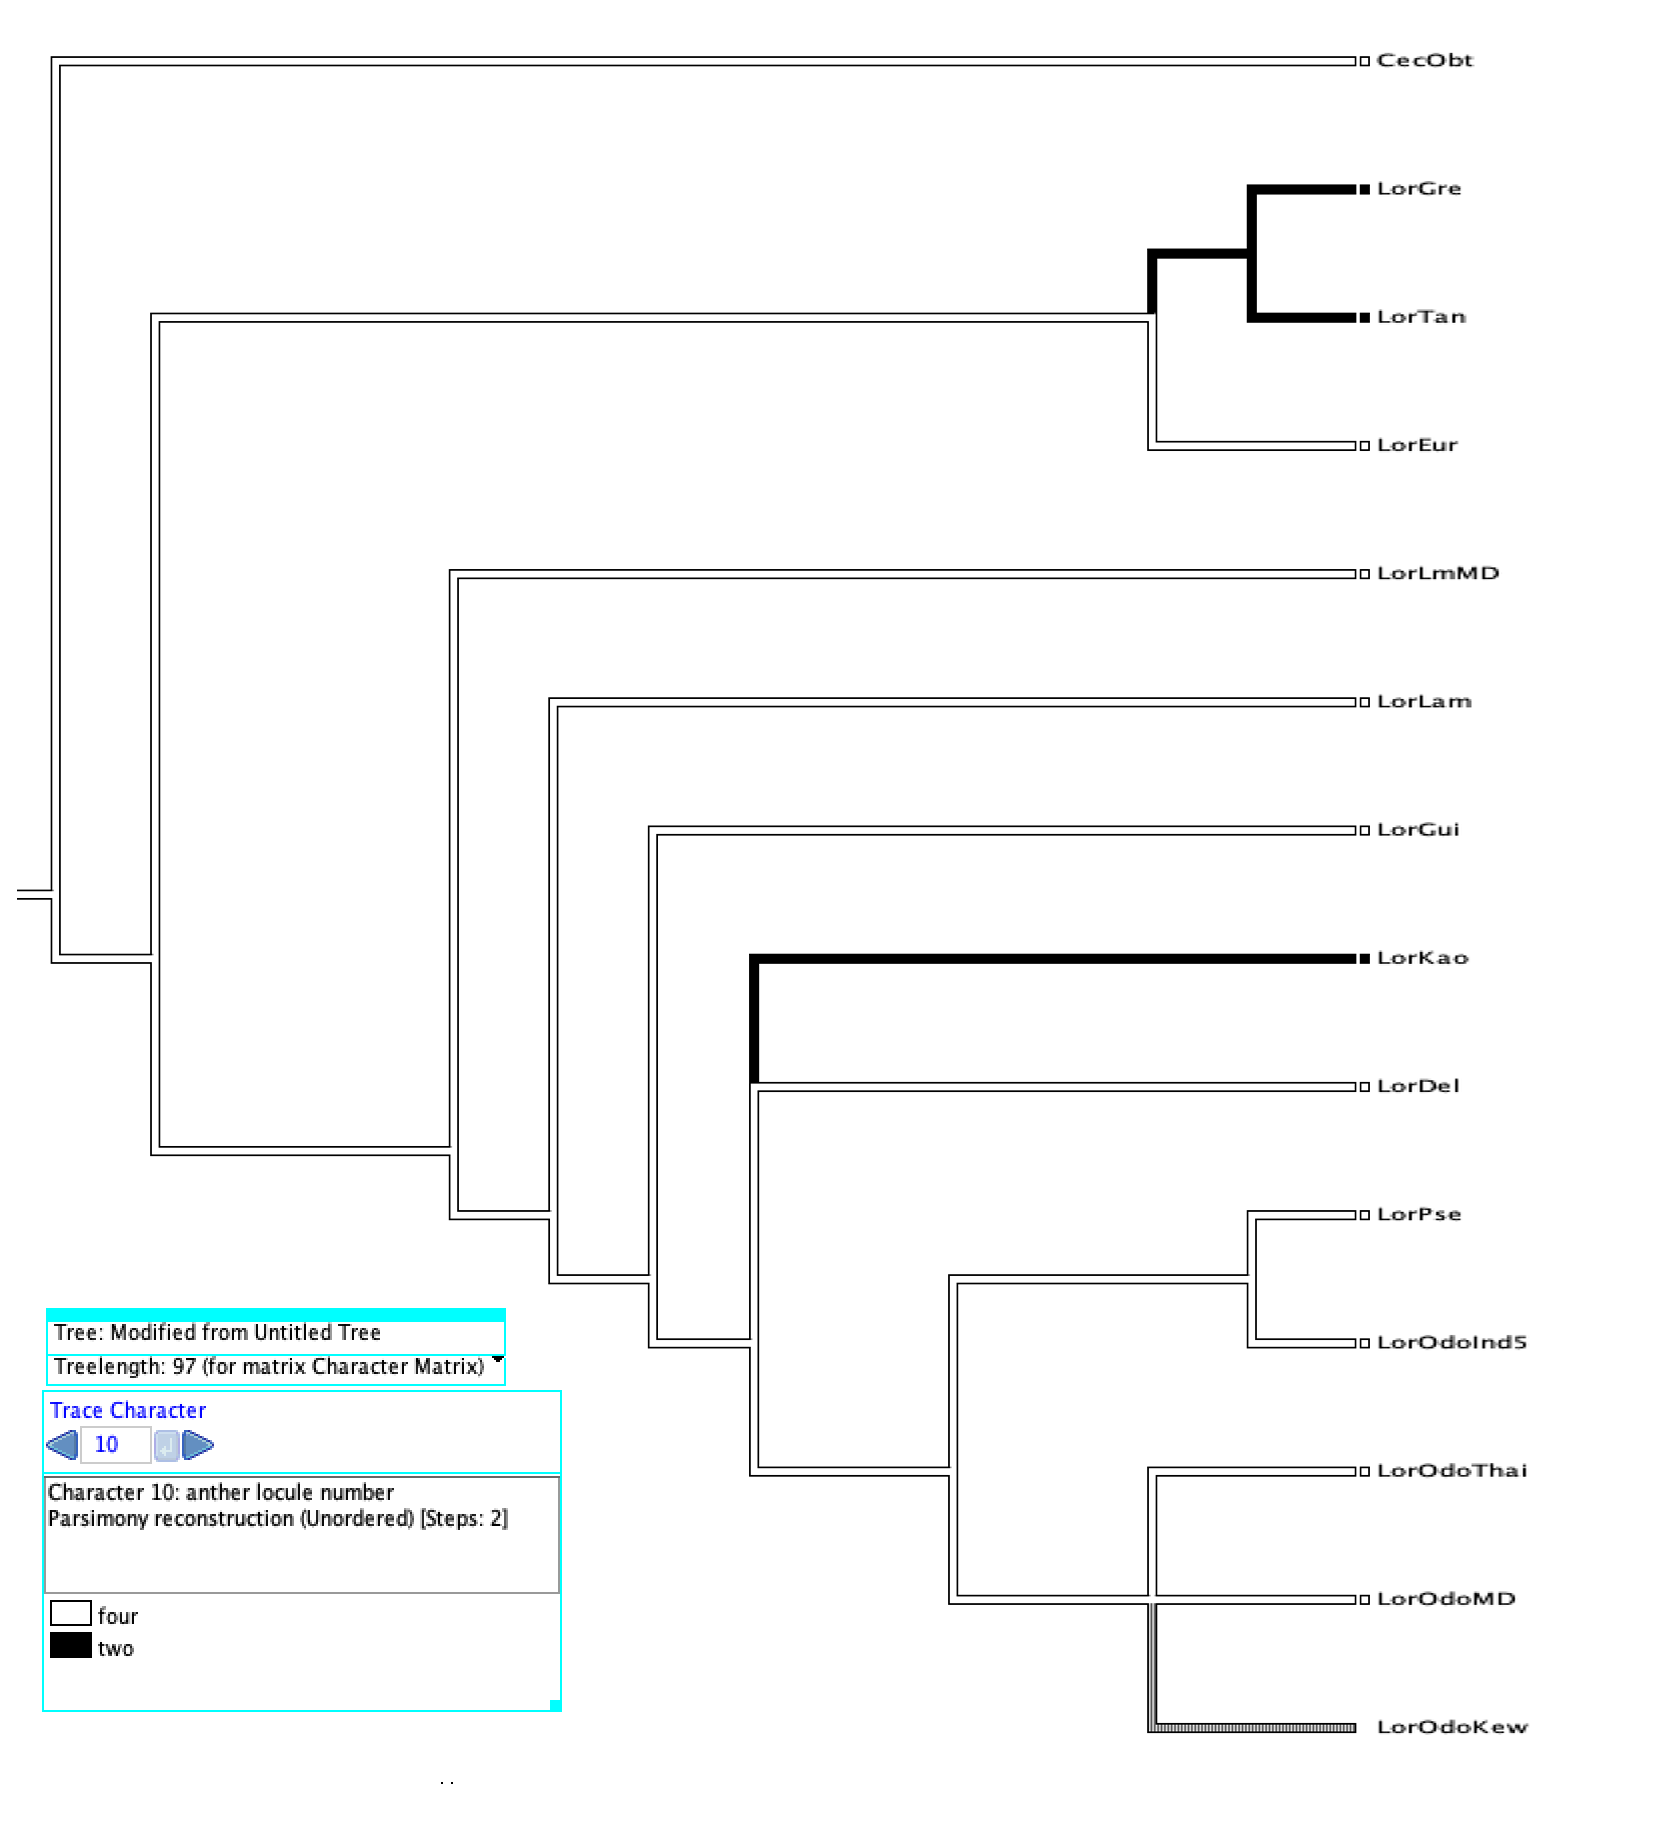 CecObt
LorGre
LorTan
LorEur
LorLmMD
LorLam
LorGui
LorKao
LorDel
LorPse
LorOdoIndS
LorOdoThai
LorOdoMD
LorOdoKew
Tree: Modified from Untitled Tree
Treelength: 97 (for matrix Character Matrix)
Trace Character
10
Character 10: anther locule number
Parsimony reconstruction (Unordered) [Steps: 2]
four
two